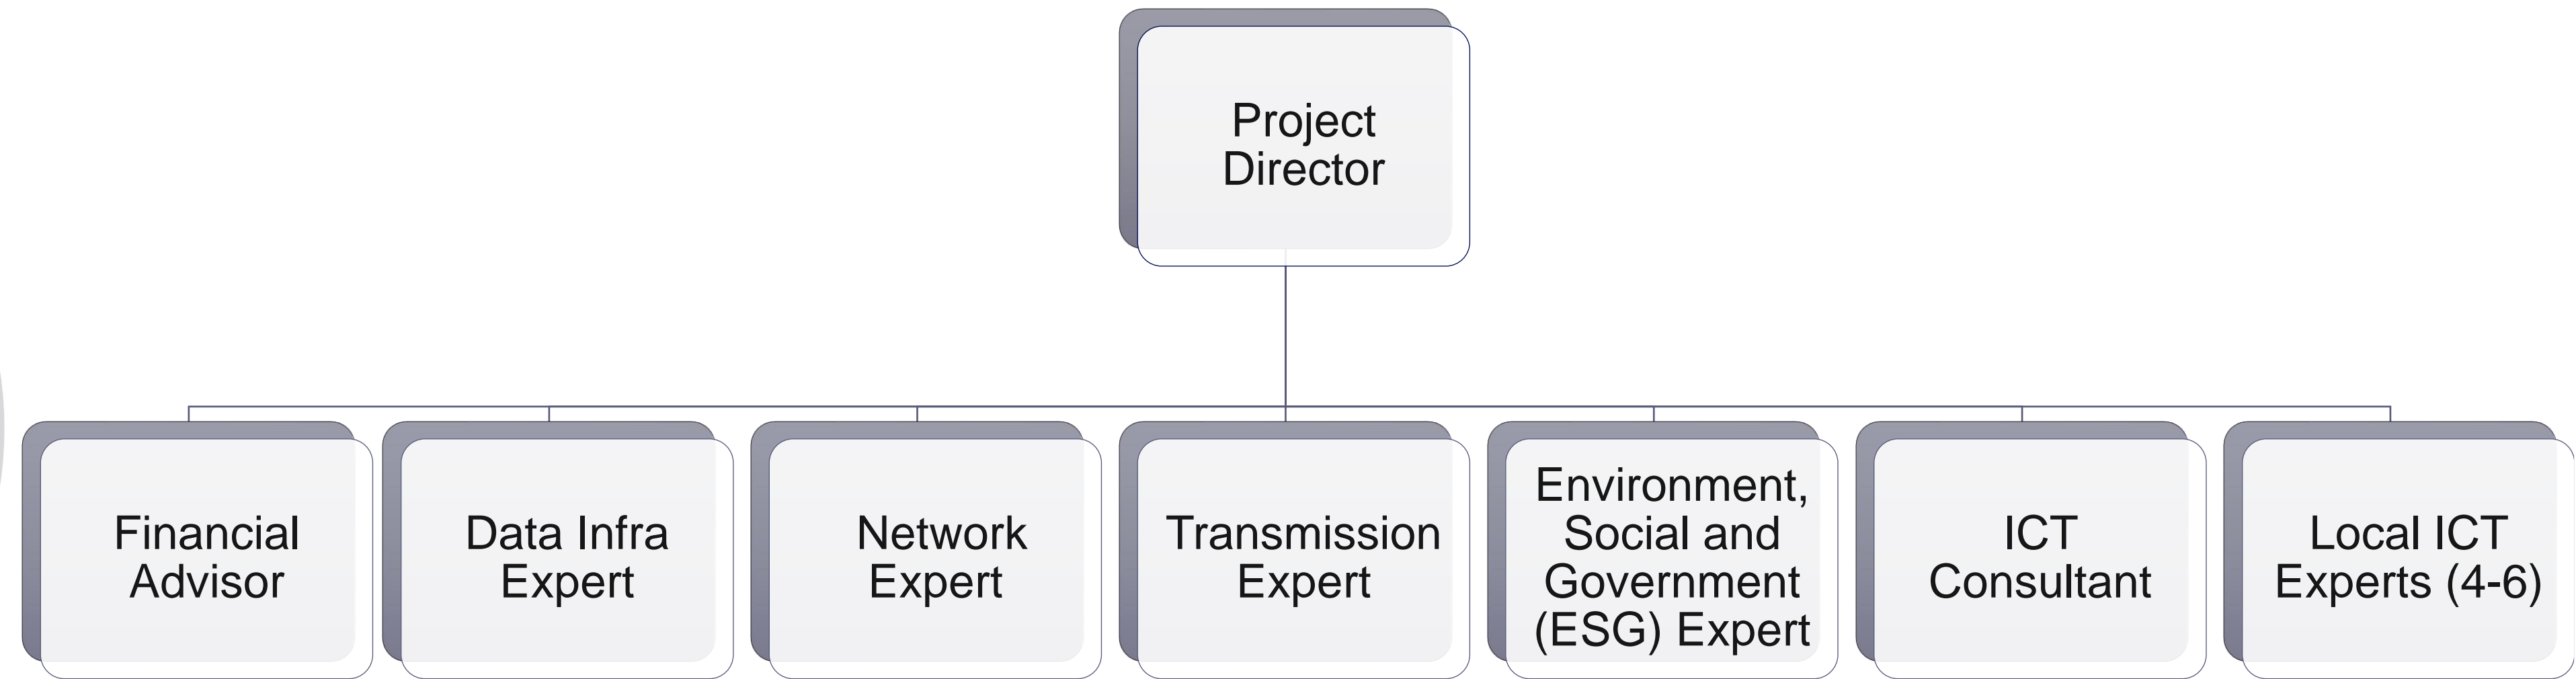 Project
Director
Financial
Advisor
Data Infra
Expert
Network
Expert
Transmission
Expert
Environment,
Social and
Government
(ESG) Expert
ICT
Consultant
Local ICT
Experts (4-6)